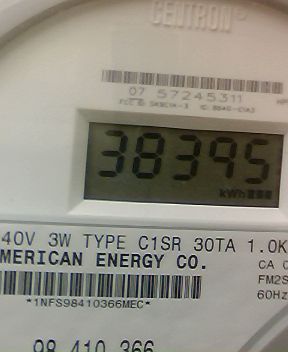 CENTRON
07 57245311
38395
kWh
40V 3W TYPE C1SR 30TA 1.0K
MERICAN ENERGY CO.
CA 0
FM2S
60Hz
*1NFS98410366MEC*
98 410 366